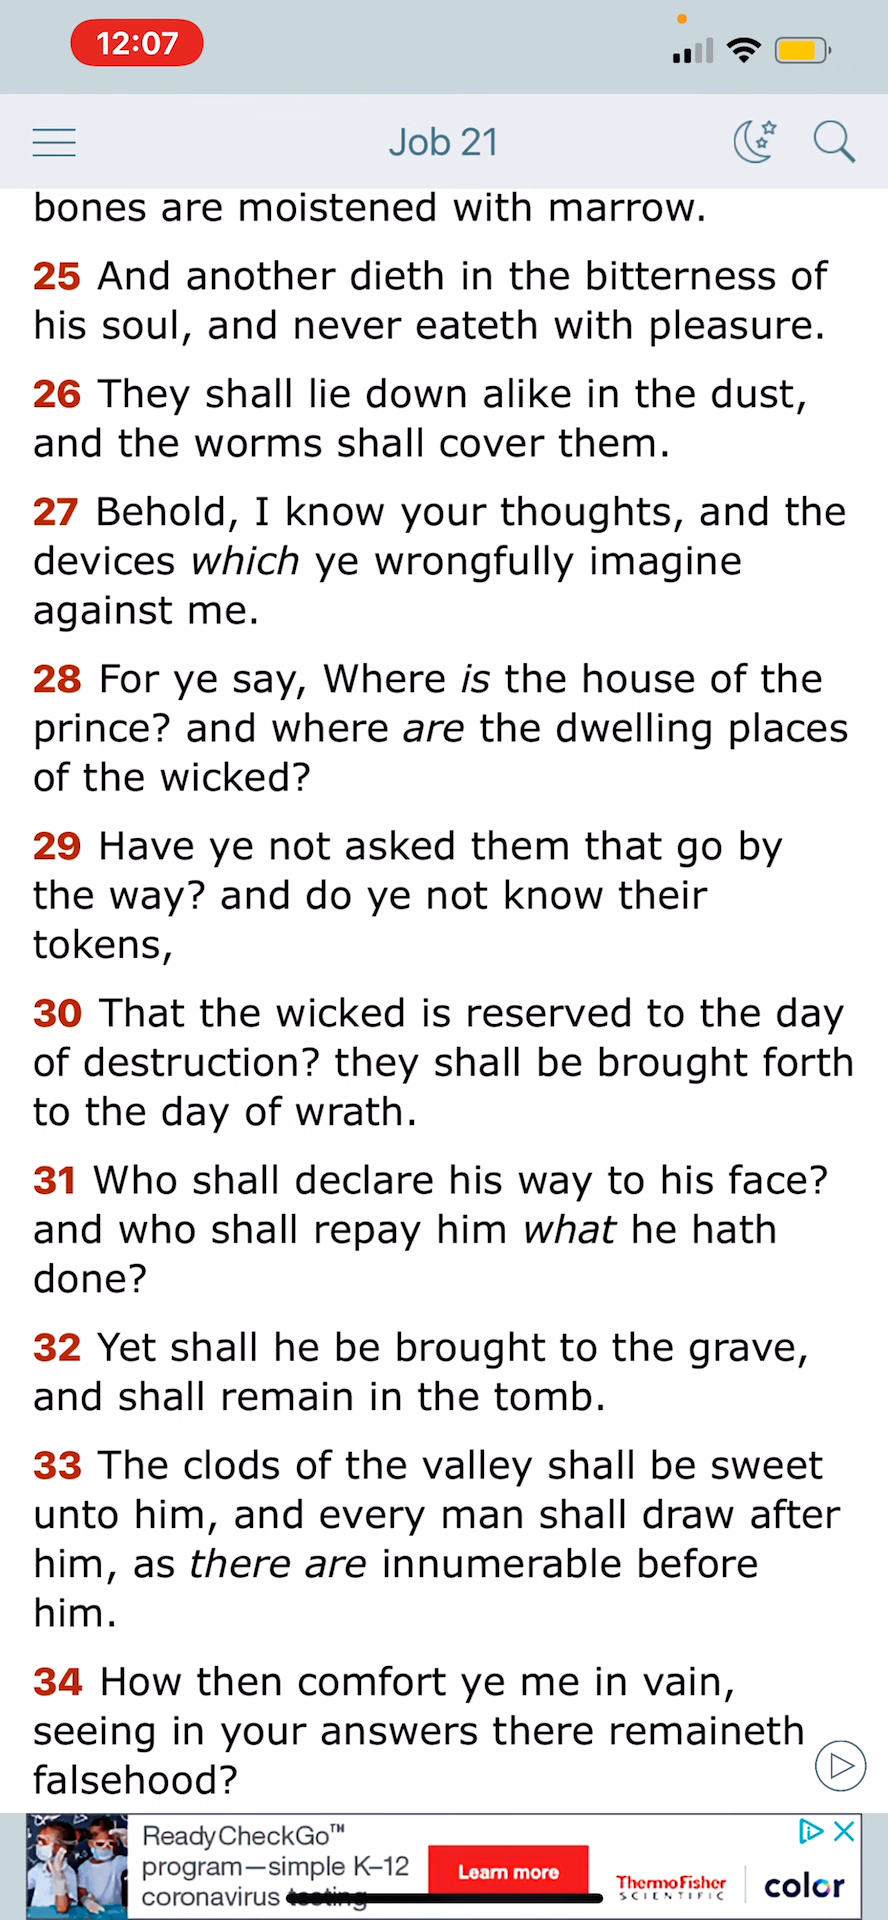 12:07
Job 21
bones are moistened with marrow.
25 And another dieth in the bitterness of
his soul, and never eateth with pleasure.
26 They shall lie down alike in the dust,
and the worms shall cover them.
27 Behold, I know your thoughts, and the
devices which ye wrongfully imagine
against me.
28 For ye say, Where is the house of the
prince? and where are the dwelling places
of the wicked?
29 Have ye not asked them that go by
the way? and do ye not know their
tokens,
30 That the wicked is reserved to the day
of destruction? they shall be brought forth
to the day of wrath.
31 Who shall declare his way to his face?
and who shall repay him what he hath
done?
32 Yet shall he be brought to the grave,
and shall remain in the tomb.
33 The clods of the valley shall be sweet
unto him, and every man shall draw after
him, as there are innumerable before
him.
34 How then comfort ye me in vain,
seeing in your answers there remaineth
falsehood?
ReadyCheckGo™
program—simple K–12
coronavirus testing
Learn more
ThermoFisher
SCIENTIFIC
color